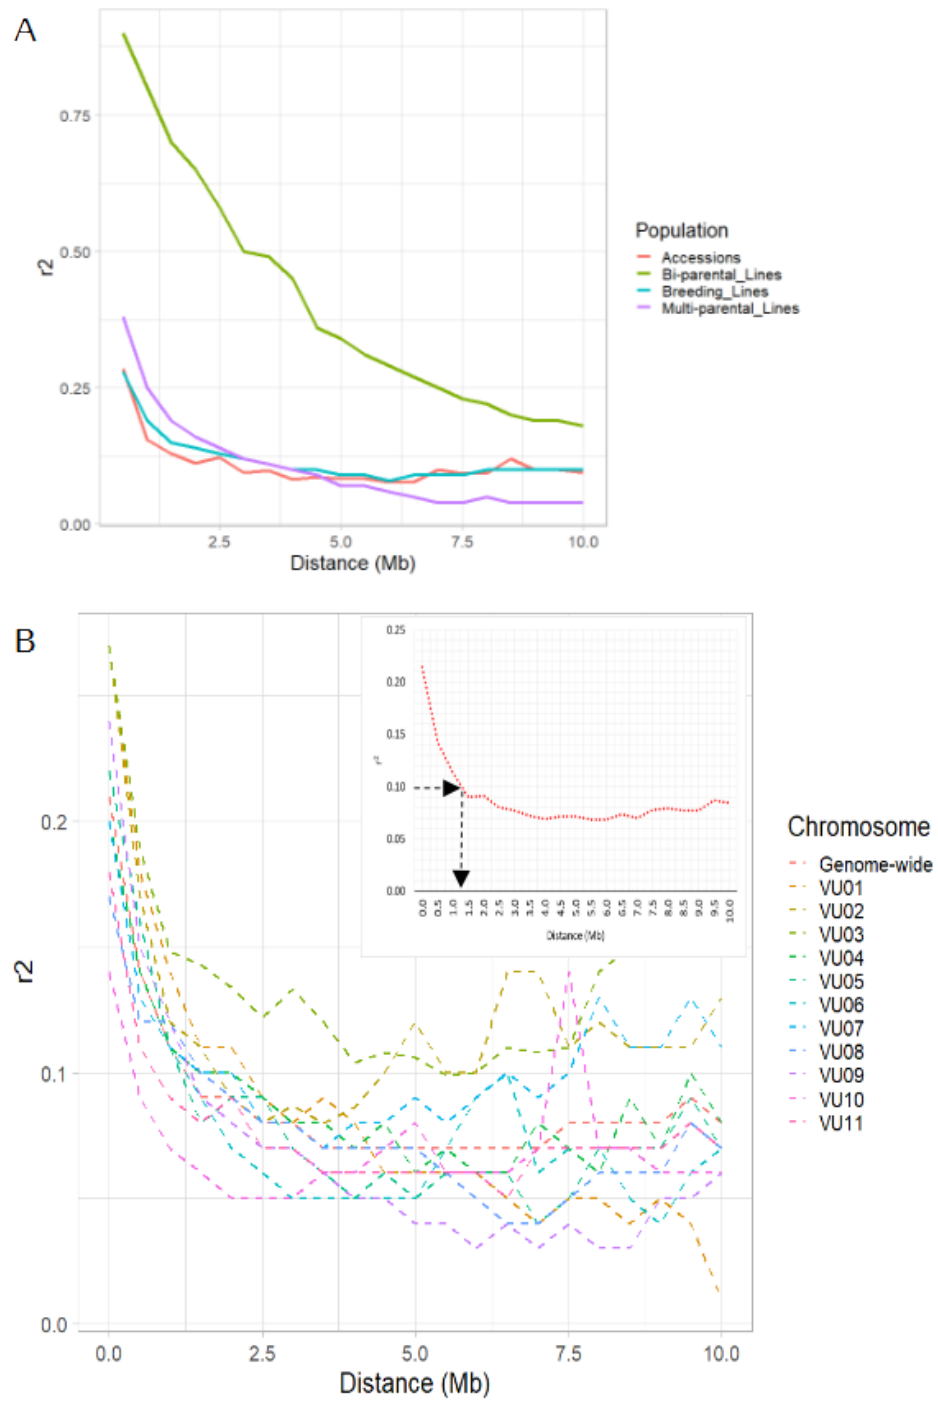 A
0.75
0.50
0.25
0.00
r2
2.5 5.0 7.5 10.0
Distance (Mb)
Population
Accessions
Bi-parental_Lines
Breeding_Lines
Multi-parental_Lines
B
0.2
0.1
0.0
r2
0.0 2.5 5.0 7.5 10.0
Distance (Mb)
0.25
0.20
0.15
0.10
0.05
0.00
r²
0.0 0.5 1.0 1.5 2.0 2.5 3.0 3.5 4.0 4.5 5.0 5.5 6.0 6.5 7.0 7.5 8.0 8.5 9.0 9.5 10.0
Distance (Mb)
Chromosome
Genome-wide
VU01
VU02
VU03
VU04
VU05
VU06
VU07
VU08
VU09
VU10
VU11